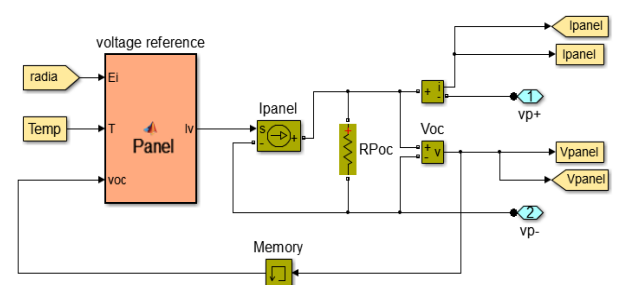 voltage reference
radia
Ei
Temp
T
Iv
Panel
voc
Ipanel
s
-
+
RPoc
+
+
i
-
Ipanel
Ipanel
1
vp+
Voc
+
-
v
Vpanel
Vpanel
2
vp-
Memory